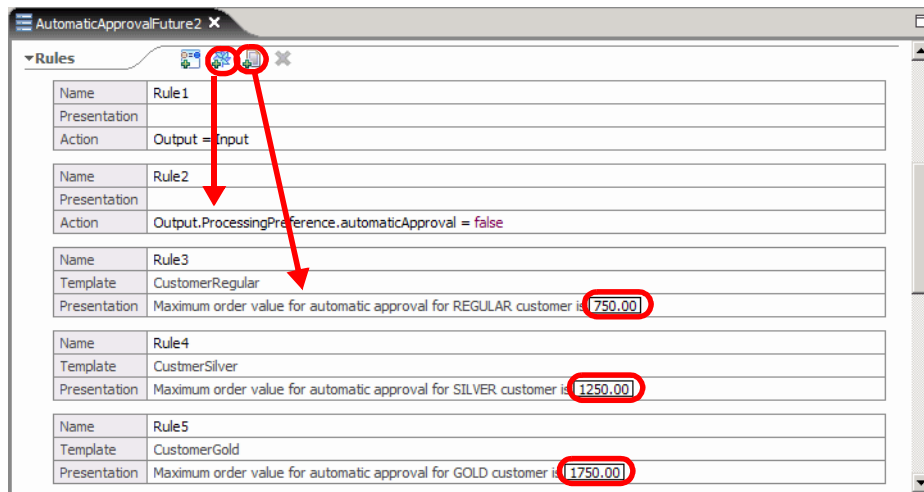 AutomaticApprovalFuture2
Rules
Name Rule1
Presentation
Action Output = Input
Name Rule2
Presentation
Action Output.ProcessingPreference.automaticApproval = false
Name Rule3
Template CustomerRegular
Presentation Maximum order value for automatic approval for REGULAR customer is 750.00
Name Rule4
Template CustmerSilver
Presentation Maximum order value for automatic approval for SILVER customer is 1250.00
Name Rule5
Template CustomerGold
Presentation Maximum order value for automatic approval for GOLD customer is 1750.00